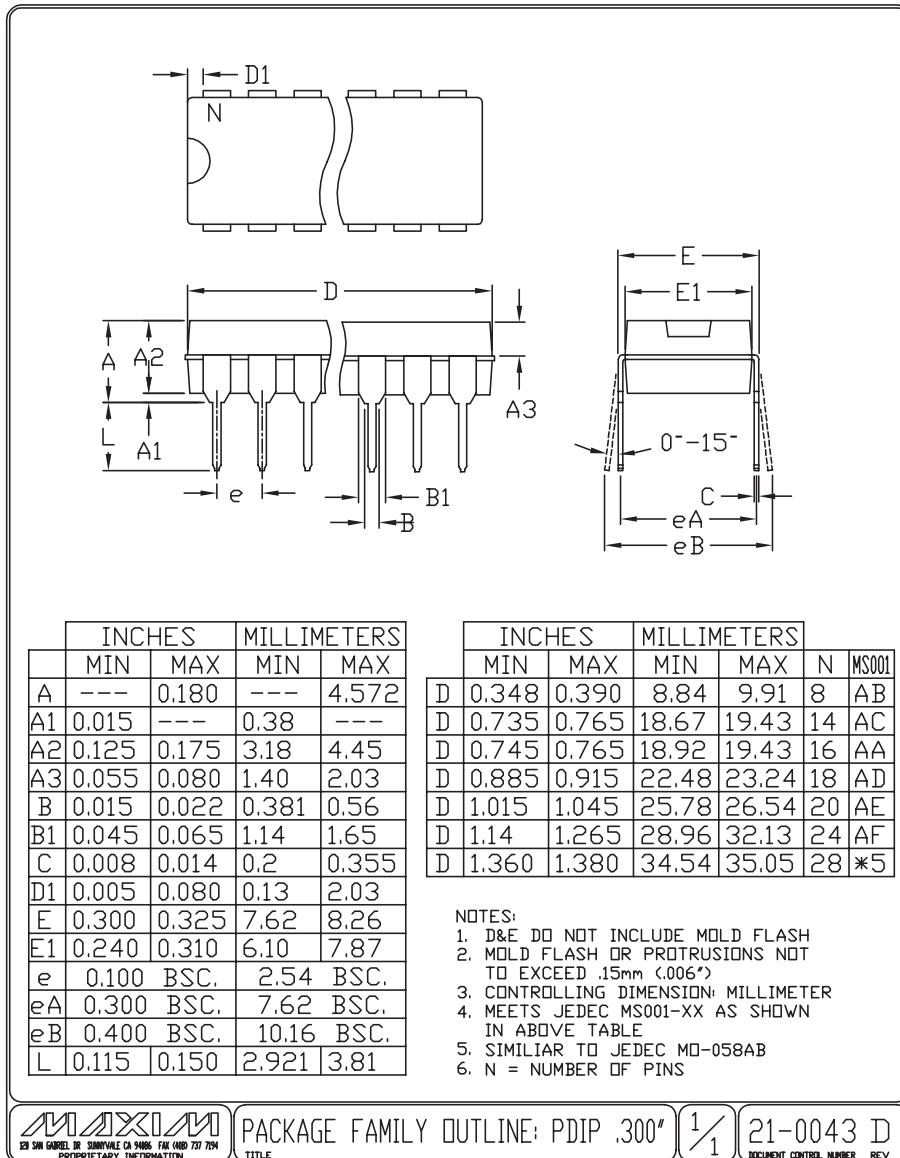 D1
N
D
E
E1
A
A2
A3
L
A1
0°-15°
e
B1
B
C
eA
eB
INCHES MILLIMETERS
MIN MAX MIN MAX
A --- 0.180 --- 4.572
A1 0.015 --- 0.38 ---
A2 0.125 0.175 3.18 4.45
A3 0.055 0.080 1.40 2.03
B 0.015 0.022 0.381 0.56
B1 0.045 0.065 1.14 1.65
C 0.008 0.014 0.2 0.355
D1 0.005 0.080 0.13 2.03
E 0.300 0.325 7.62 8.26
E1 0.240 0.310 6.10 7.87
e 0.100 BSC. 2.54 BSC.
eA 0.300 BSC. 7.62 BSC.
eB 0.400 BSC. 10.16 BSC.
L 0.115 0.150 2.921 3.81
INCHES MILLIMETERS
MIN MAX MIN MAX N MS001
D 0.348 0.390 8.84 9.91 8 AB
D 0.735 0.765 18.67 19.43 14 AC
D 0.745 0.765 18.92 19.43 16 AA
D 0.885 0.915 22.48 23.24 18 AD
D 1.015 1.045 25.78 26.54 20 AE
D 1.14 1.265 28.96 32.13 24 AF
D 1.360 1.380 34.54 35.05 28 *5
NOTES:
1. D&E DO NOT INCLUDE MOLD FLASH
2. MOLD FLASH OR PROTRUSIONS NOT
TO EXCEED .15mm (.006")
3. CONTROLLING DIMENSION: MILLIMETER
4. MEETS JEDEC MS001-XX AS SHOWN
IN ABOVE TABLE
5. SIMILIAR TO JEDEC MO-058AB
6. N = NUMBER OF PINS
MAXIM
120 SAN GABRIEL DR SUNNYVALE CA 94086 FAX (408) 737 7194
PROPRIETARY INFORMATION
PACKAGE FAMILY OUTLINE: PDIP .300"
TITLE
1/1
21-0043 D
DOCUMENT CONTROL NUMBER REV